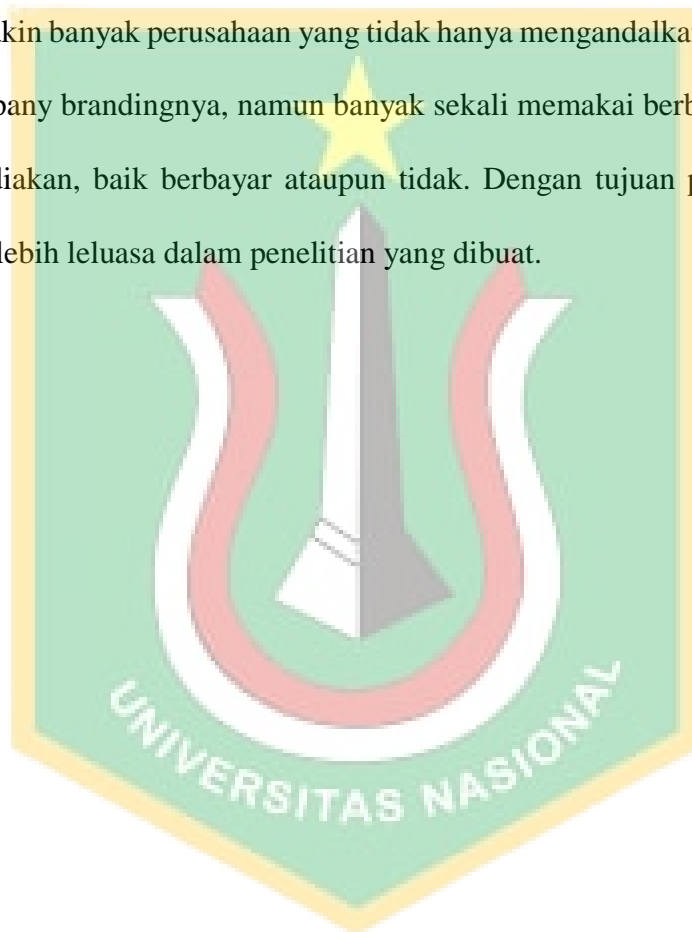 kin banyak perusahaan yang tidak hanya mengandalka
pany brandingnya, namun banyak sekali memakai berb
diakan, baik berbayar ataupun tidak. Dengan tujuan p
lebih leluasa dalam penelitian yang dibuat.
UNIVERSITAS NASIONAL